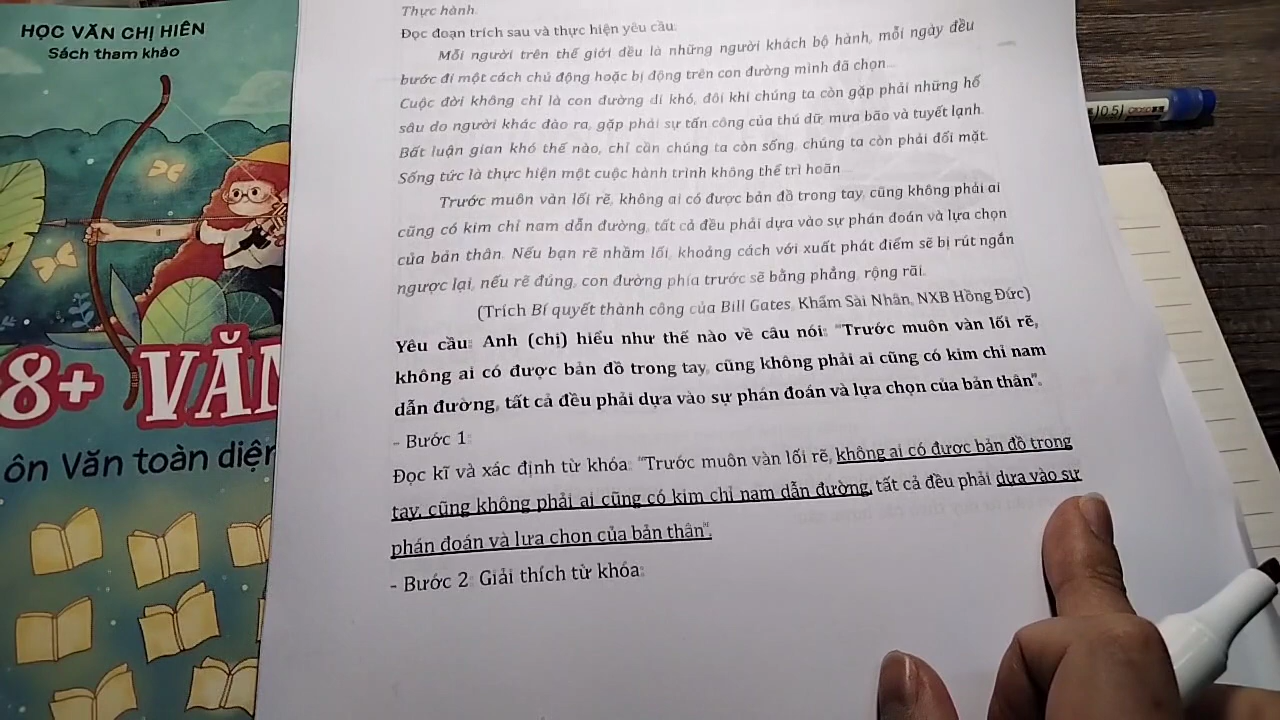 HỌC VĂN CHỊ HIÊN
Sách tham khảo
8+ VĂN
ôn Văn toàn diện
Thực hành.
Đọc đoạn trích sau và thực hiện yêu cầu:
Mỗi người trên thế giới đều là những người khách bộ hành, mỗi ngày đều
bước đi một cách chủ động hoặc bị động trên con đường mình đã chọn...
Cuộc đời không chỉ là con đường đi khó, đôi khi chúng ta còn gặp phải những hố
sâu do người khác đào ra, gặp phải sự tấn công của thú dữ, mưa bão và tuyết lạnh.
Bất luận gian khó thế nào, chỉ cần chúng ta còn sống, chúng ta còn phải đối mặt.
Sống tức là thực hiện một cuộc hành trình không thể trì hoãn...
Trước muôn vàn lối rẽ, không ai có được bản đồ trong tay, cũng không phải ai
cũng có kim chỉ nam dẫn đường, tất cả đều phải dựa vào sự phán đoán và lựa chọn
của bản thân. Nếu bạn rẽ nhầm lối, khoảng cách với xuất phát điểm sẽ bị rút ngắn
ngược lại, nếu rẽ đúng, con đường phía trước sẽ bằng phẳng, rộng rãi.
(Trích Bí quyết thành công của Bill Gates, Khẩm Sài Nhân, NXB Hồng Đức)
Yêu cầu: Anh (chị) hiểu như thế nào về câu nói: "Trước muôn vàn lối rẽ,
không ai có được bản đồ trong tay, cũng không phải ai cũng có kim chỉ nam
dẫn đường, tất cả đều phải dựa vào sự phán đoán và lựa chọn của bản thân".
- Bước 1:
Đọc kĩ và xác định từ khóa: "Trước muôn vàn lối rẽ, không ai có được bản đồ trong
tay, cũng không phải ai cũng có kim chỉ nam dẫn đường, tất cả đều phải dựa vào sự
phán đoán và lựa chọn của bản thân".
- Bước 2: Giải thích từ khóa: